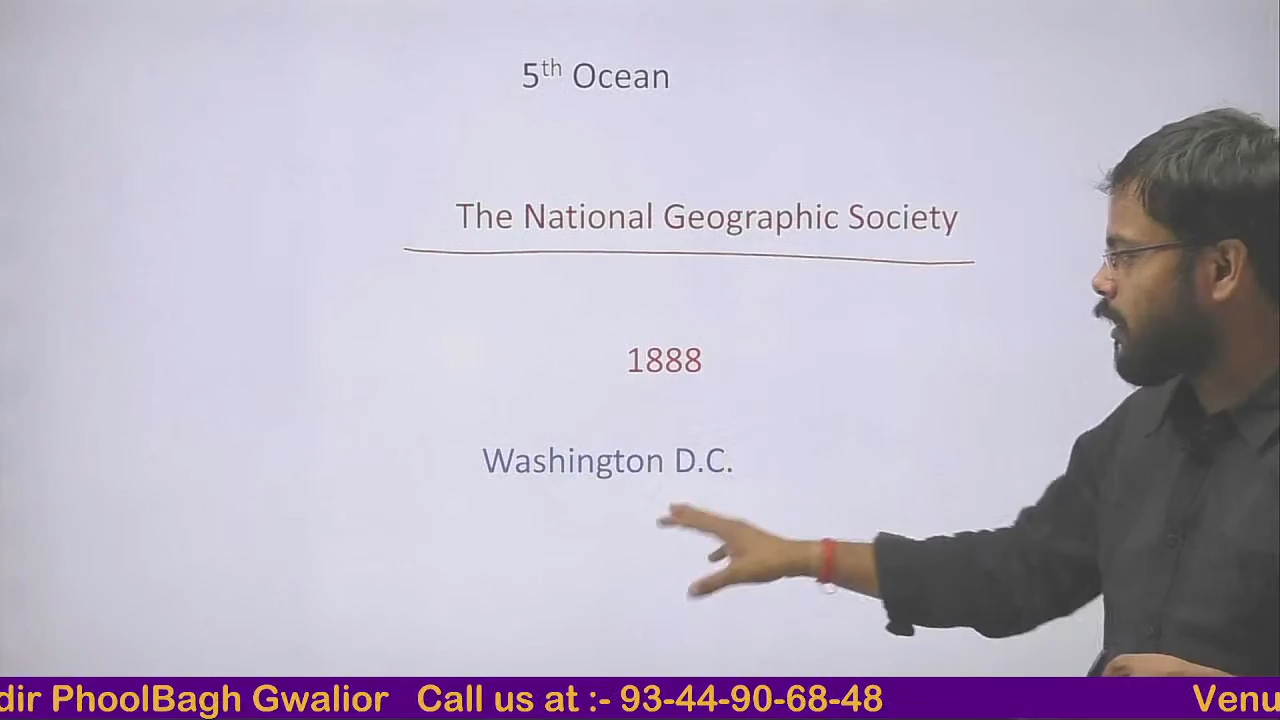 5th Ocean
The National Geographic Society
1888
Washington D.C.
dir PhoolBagh Gwalior Call us at :- 93-44-90-68-48 Venu